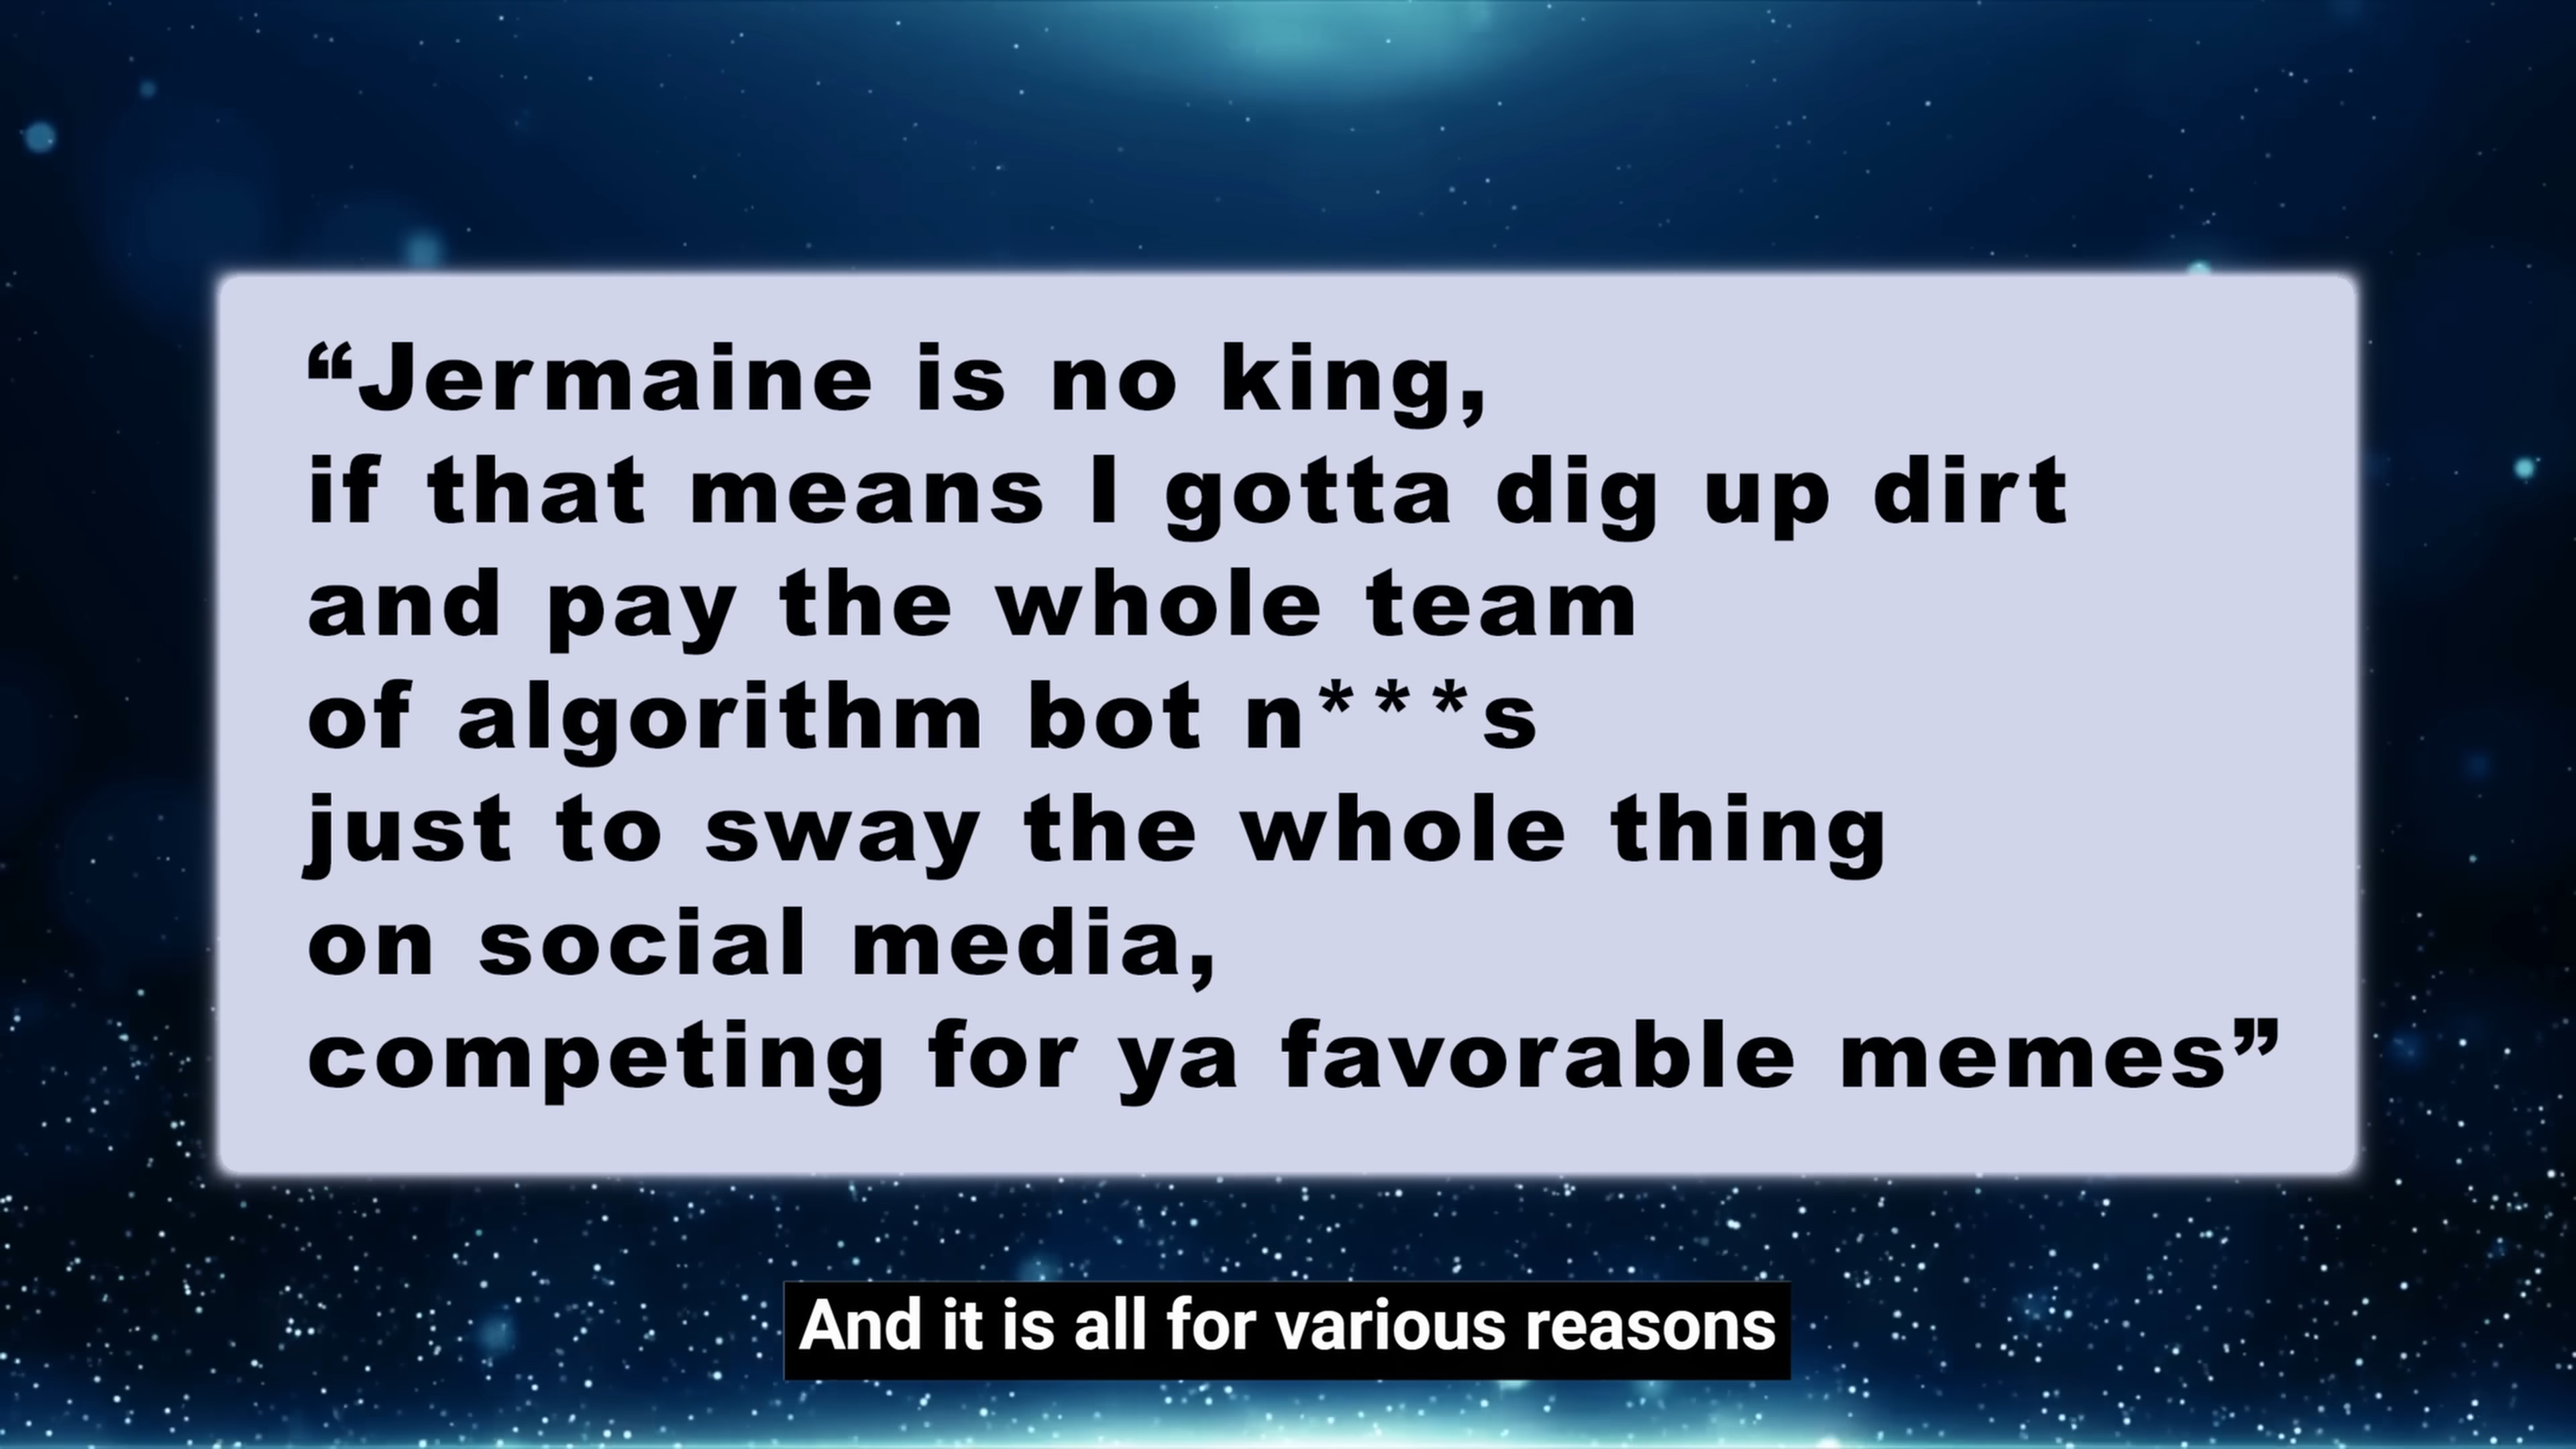 “Jermaine is no king,
if that means I gotta dig up dirt
and pay the whole team
of algorithm bot n***s
just to sway the whole thing
on social media,
competing for ya favorable memes”
And it is all for various reasons